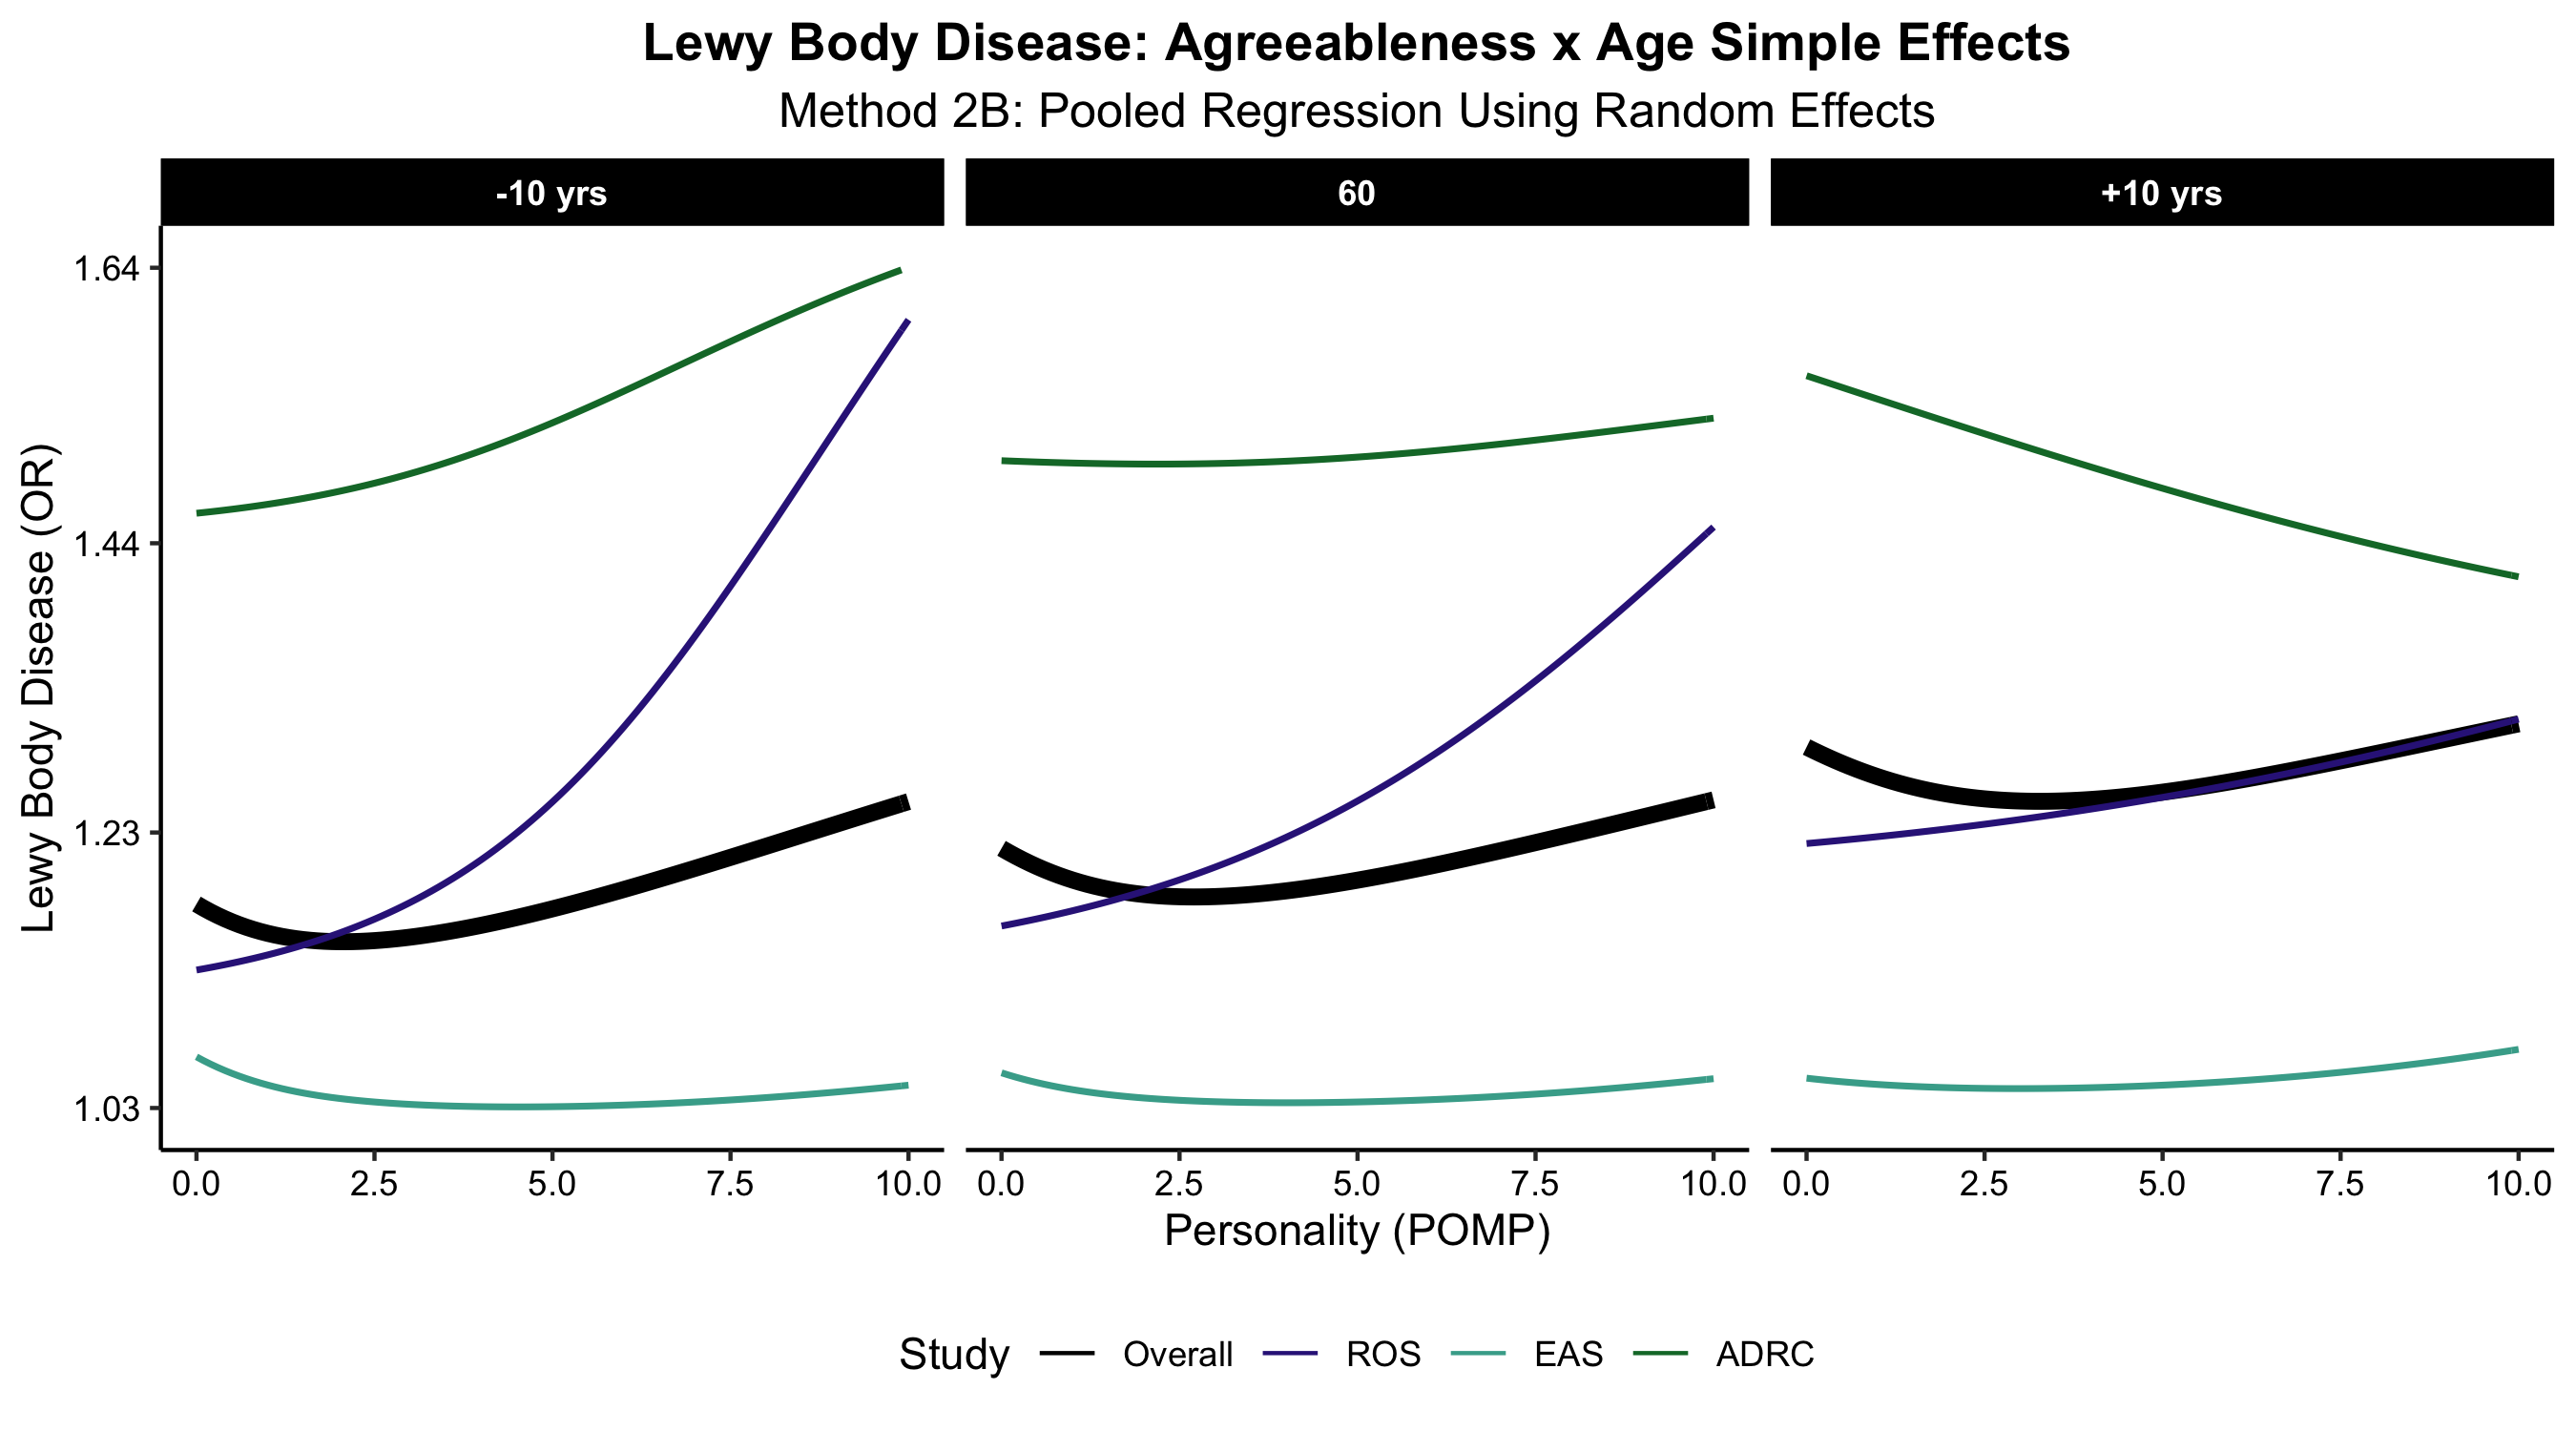 Lewy Body Disease: Agreeableness x Age Simple Effects
Method 2B: Pooled Regression Using Random Effects
-10 yrs 60 +10 yrs
Lewy Body Disease (OR)
1.64
1.44
1.23
1.03
0.0 2.5 5.0 7.5 10.0 0.0 2.5 5.0 7.5 10.0 0.0 2.5 5.0 7.5 10.0
Personality (POMP)
Study Overall ROS EAS ADRC